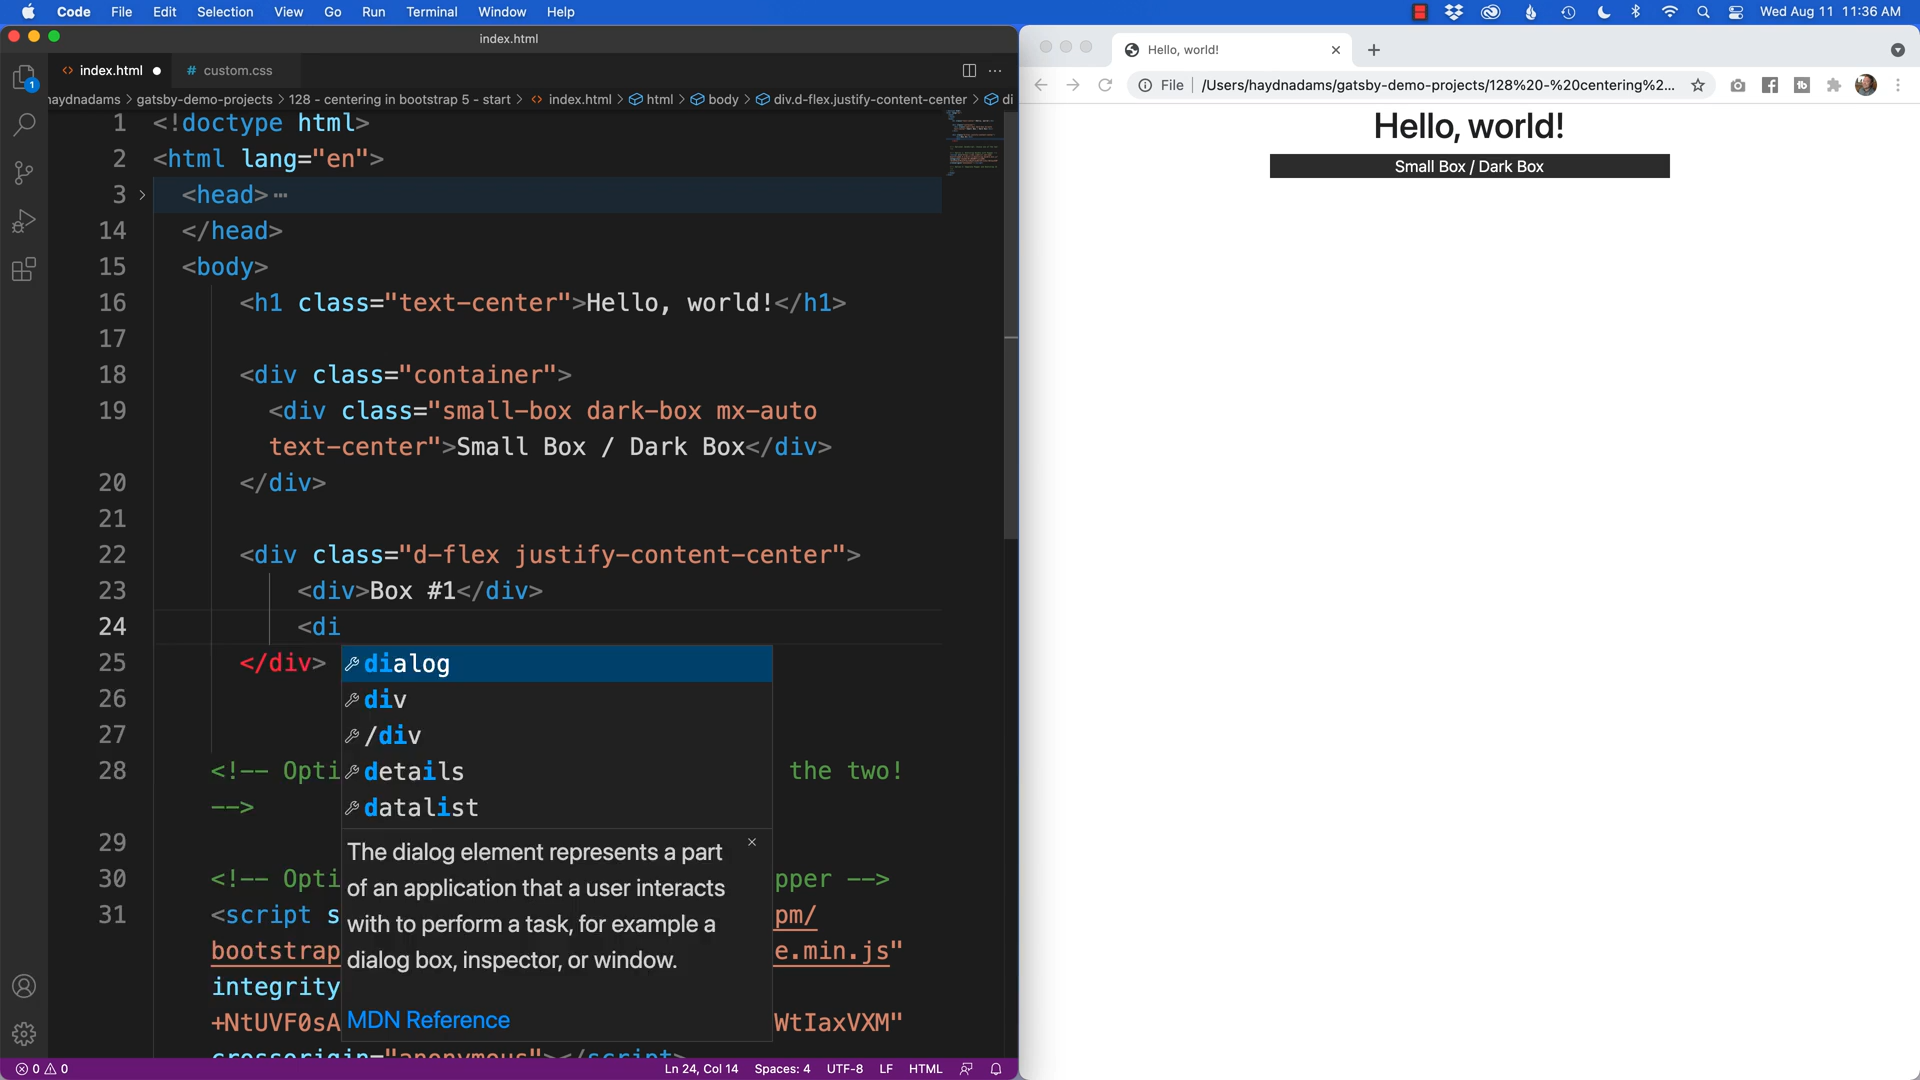 Code File Edit Selection View Go Run Terminal Window Help
Wed Aug 11 11:36 AM
index.html
index.html
custom.css
haydnadams > gatsby-demo-projects > 128 - centering in bootstrap 5 - start > index.html > html > body > div.d-flex.justify-content-center > di
1 <!doctype html>
2 <html lang="en">
3 <head>
14 </head>
15 <body>
16 <h1 class="text-center">Hello, world!</h1>
17
18 <div class="container">
19 <div class="small-box dark-box mx-auto
text-center">Small Box / Dark Box</div>
20 </div>
21
22 <div class="d-flex justify-content-center">
23 <div>Box #1</div>
24 <di
25 </div>
26
27
28 <!-- Opti the two!
-->
29
30 <!-- Opti pper -->
31 <script s pm/
bootstrap e.min.js"
integrity
+NtUVF0sA WtIaxVXM"
crossorigin="anonymous"></script>
dialog
div
/div
details
datalist
The dialog element represents a part
of an application that a user interacts
with to perform a task, for example a
dialog box, inspector, or window.
MDN Reference
1
0 0
Ln 24, Col 14 Spaces: 4 UTF-8 LF HTML
Hello, world!
File /Users/haydnadams/gatsby-demo-projects/128%20-%20centering%2...
Hello, world!
Small Box / Dark Box